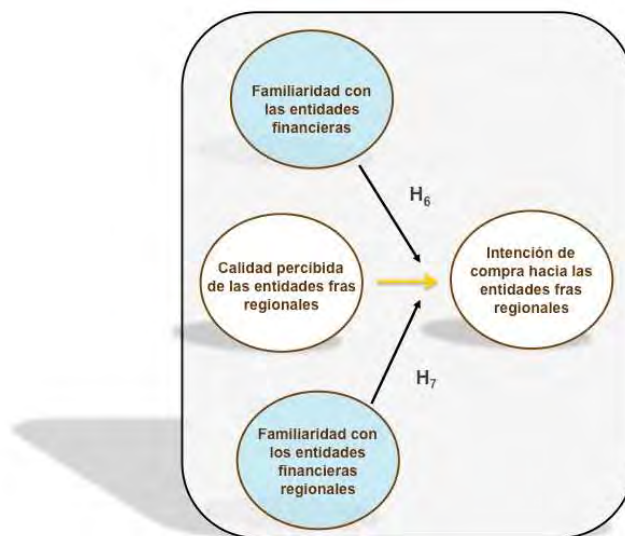 Familiaridad con
las entidades
financieras
H6
Calidad percibida
de las entidades fras
regionales
Intención de
compra hacia las
entidades fras
regionales
H7
Familiaridad con
los entidades
financieras
regionales